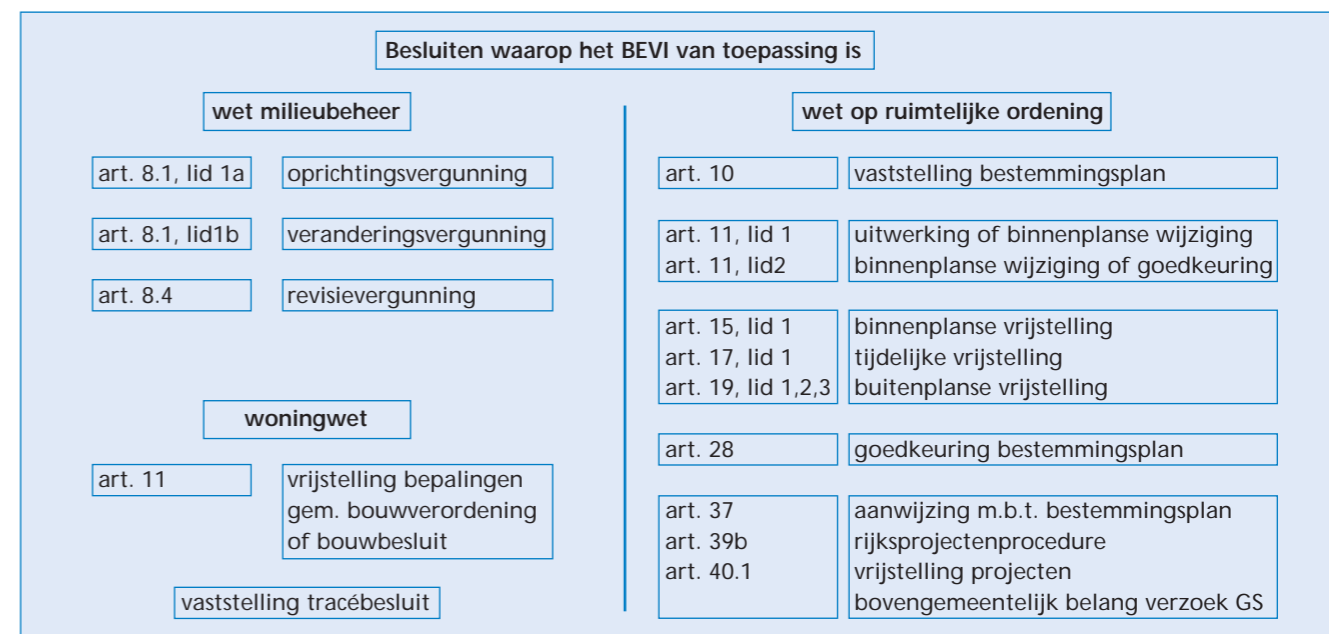 Besluiten waarop het BEVI van toepassing is
wet milieubeheer
art. 8.1, lid 1a oprichtingsvergunning
art. 8.1, lid1b veranderingsvergunning
art. 8.4 revisievergunning
woningwet
art. 11 vrijstelling bepalingen
gem. bouwverordening
of bouwbesluit
vaststelling tracébesluit
wet op ruimtelijke ordening
art. 10 vaststelling bestemmingsplan
art. 11, lid 1 uitwerking of binnenplanse wijziging
art. 11, lid2 binnenplanse wijziging of goedkeuring
art. 15, lid 1 binnenplanse vrijstelling
art. 17, lid 1 tijdelijke vrijstelling
art. 19, lid 1,2,3 buitenplanse vrijstelling
art. 28 goedkeuring bestemmingsplan
art. 37 aanwijzing m.b.t. bestemmingsplan
art. 39b rijksprojectenprocedure
art. 40.1 vrijstelling projecten
bovengemeentelijk belang verzoek GS